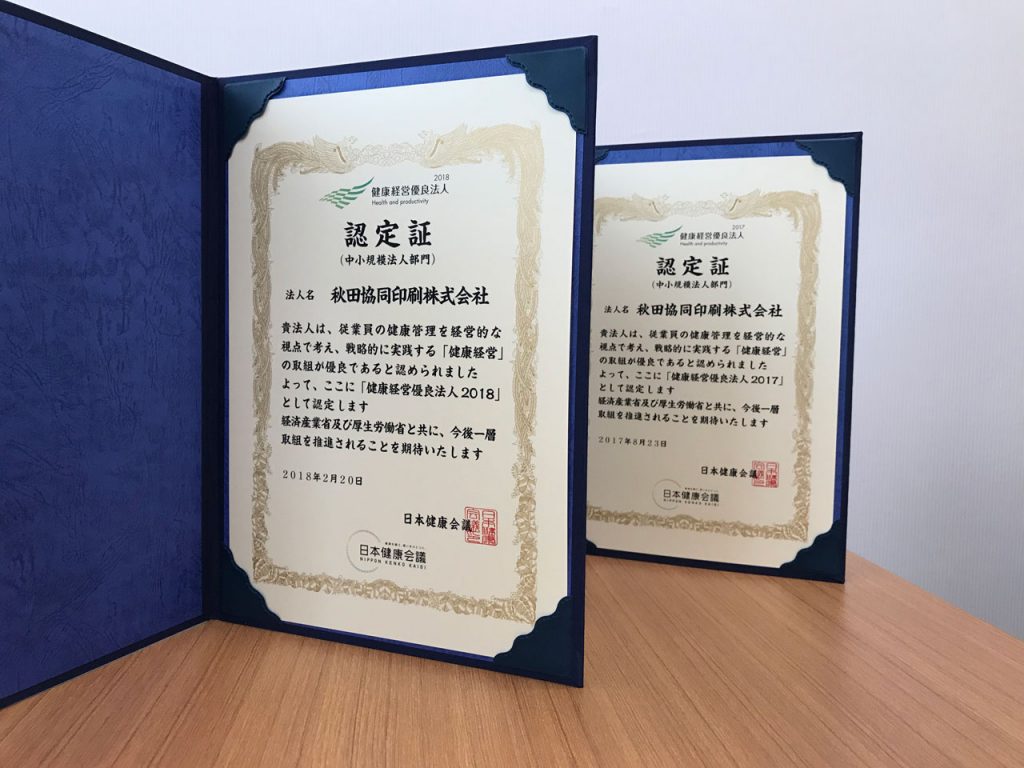 2018
健康経営優良法人
Health and productivity
認定証
(中小規模法人部門)
法人名 秋田協同印刷株式会社
貴法人は、従業員の健康管理を経営的な
視点で考え、戦略的に実践する「健康経営」
の取組が優良であると認められました
よって、ここに「健康経営優良法人2018」
として認定します
経済産業省及び厚生労働省と共に、今後一層
取組を推進されることを期待いたします
2018年2月20日
日本健康会議
日本健康会議
NIPPON KENKO KAIGI
2017
健康経営優良法人
Health and productivity
認定証
(中小規模法人部門)
法人名 秋田協同印刷株式会社
貴法人は、従業員の健康管理を経営的な
視点で考え、戦略的に実践する「健康経営」
の取組が優良であると認められました
よって、ここに「健康経営優良法人2017」
として認定します
経済産業省及び厚生労働省と共に、今後一層
取組を推進されることを期待いたします
2017年8月23日
日本健康会議
日本健康会議
NIPPON KENKO KAIGI